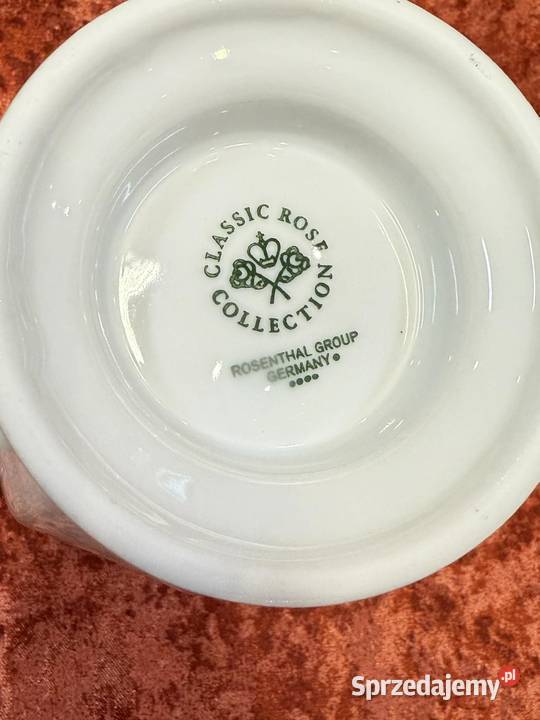 CLASSIC ROSE
COLLECTION
ROSENTHAL GROUP
GERMANY
Sprzedajemy.pl